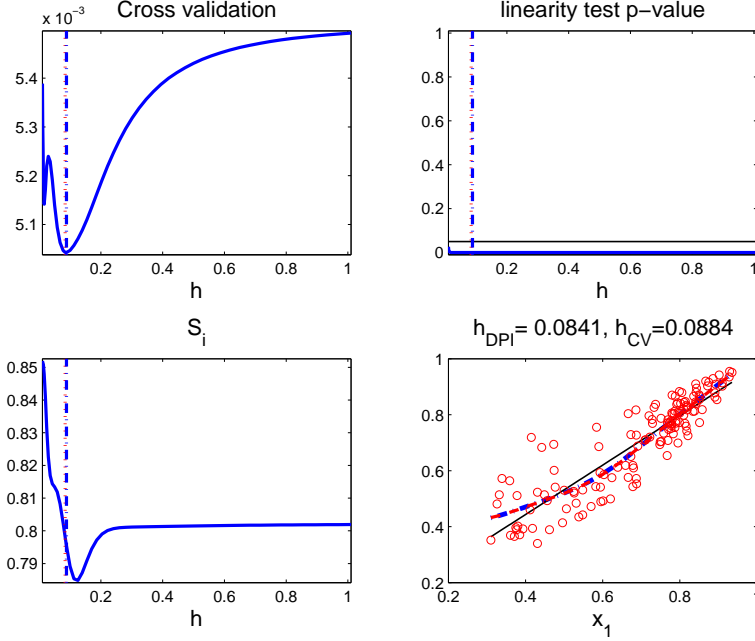 Cross validation
x 10⁻³
5.4
5.3
5.2
5.1
0.2 0.4 0.6 0.8 1
h
linearity test p−value
1
0.8
0.6
0.4
0.2
0
0.2 0.4 0.6 0.8 1
h
S_i
0.85
0.84
0.83
0.82
0.81
0.8
0.79
0.2 0.4 0.6 0.8 1
h
h_DPI= 0.0841, h_CV=0.0884
1
0.8
0.6
0.4
0.2
0.2 0.4 0.6 0.8 1
x_1